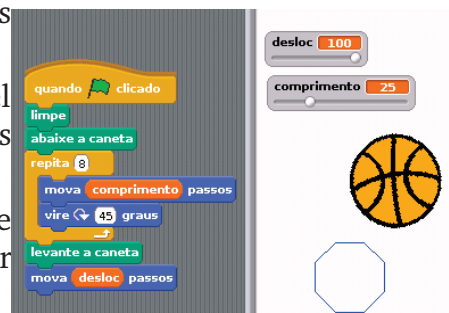 s
quando clicado
limpe
l
abaixe a caneta
s
repita 8
mova comprimento passos
vire 45 graus
e
levante a caneta
r
mova desloc passos
desloc 100
comprimento 25